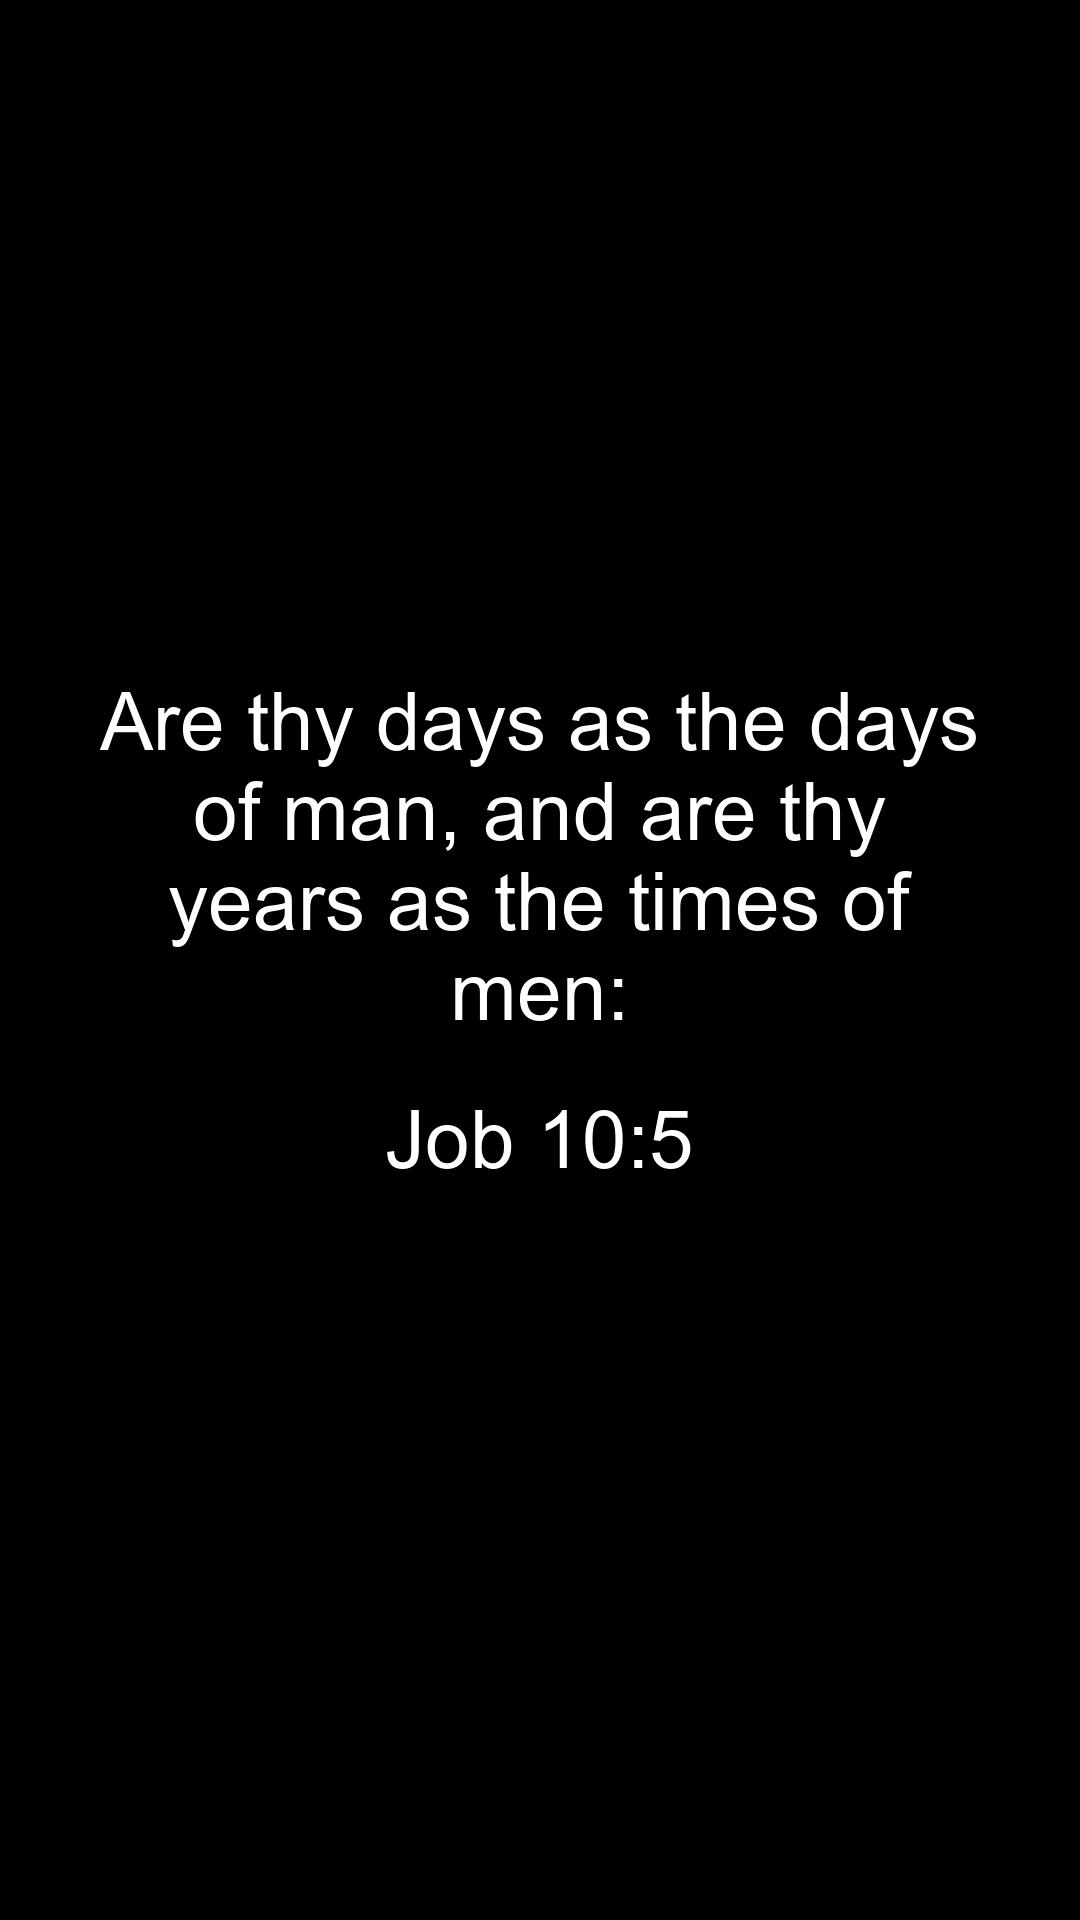 Are thy days as the days
of man, and are thy
years as the times of
men:
Job 10:5